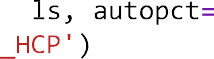 ls, autopct=
_HCP')